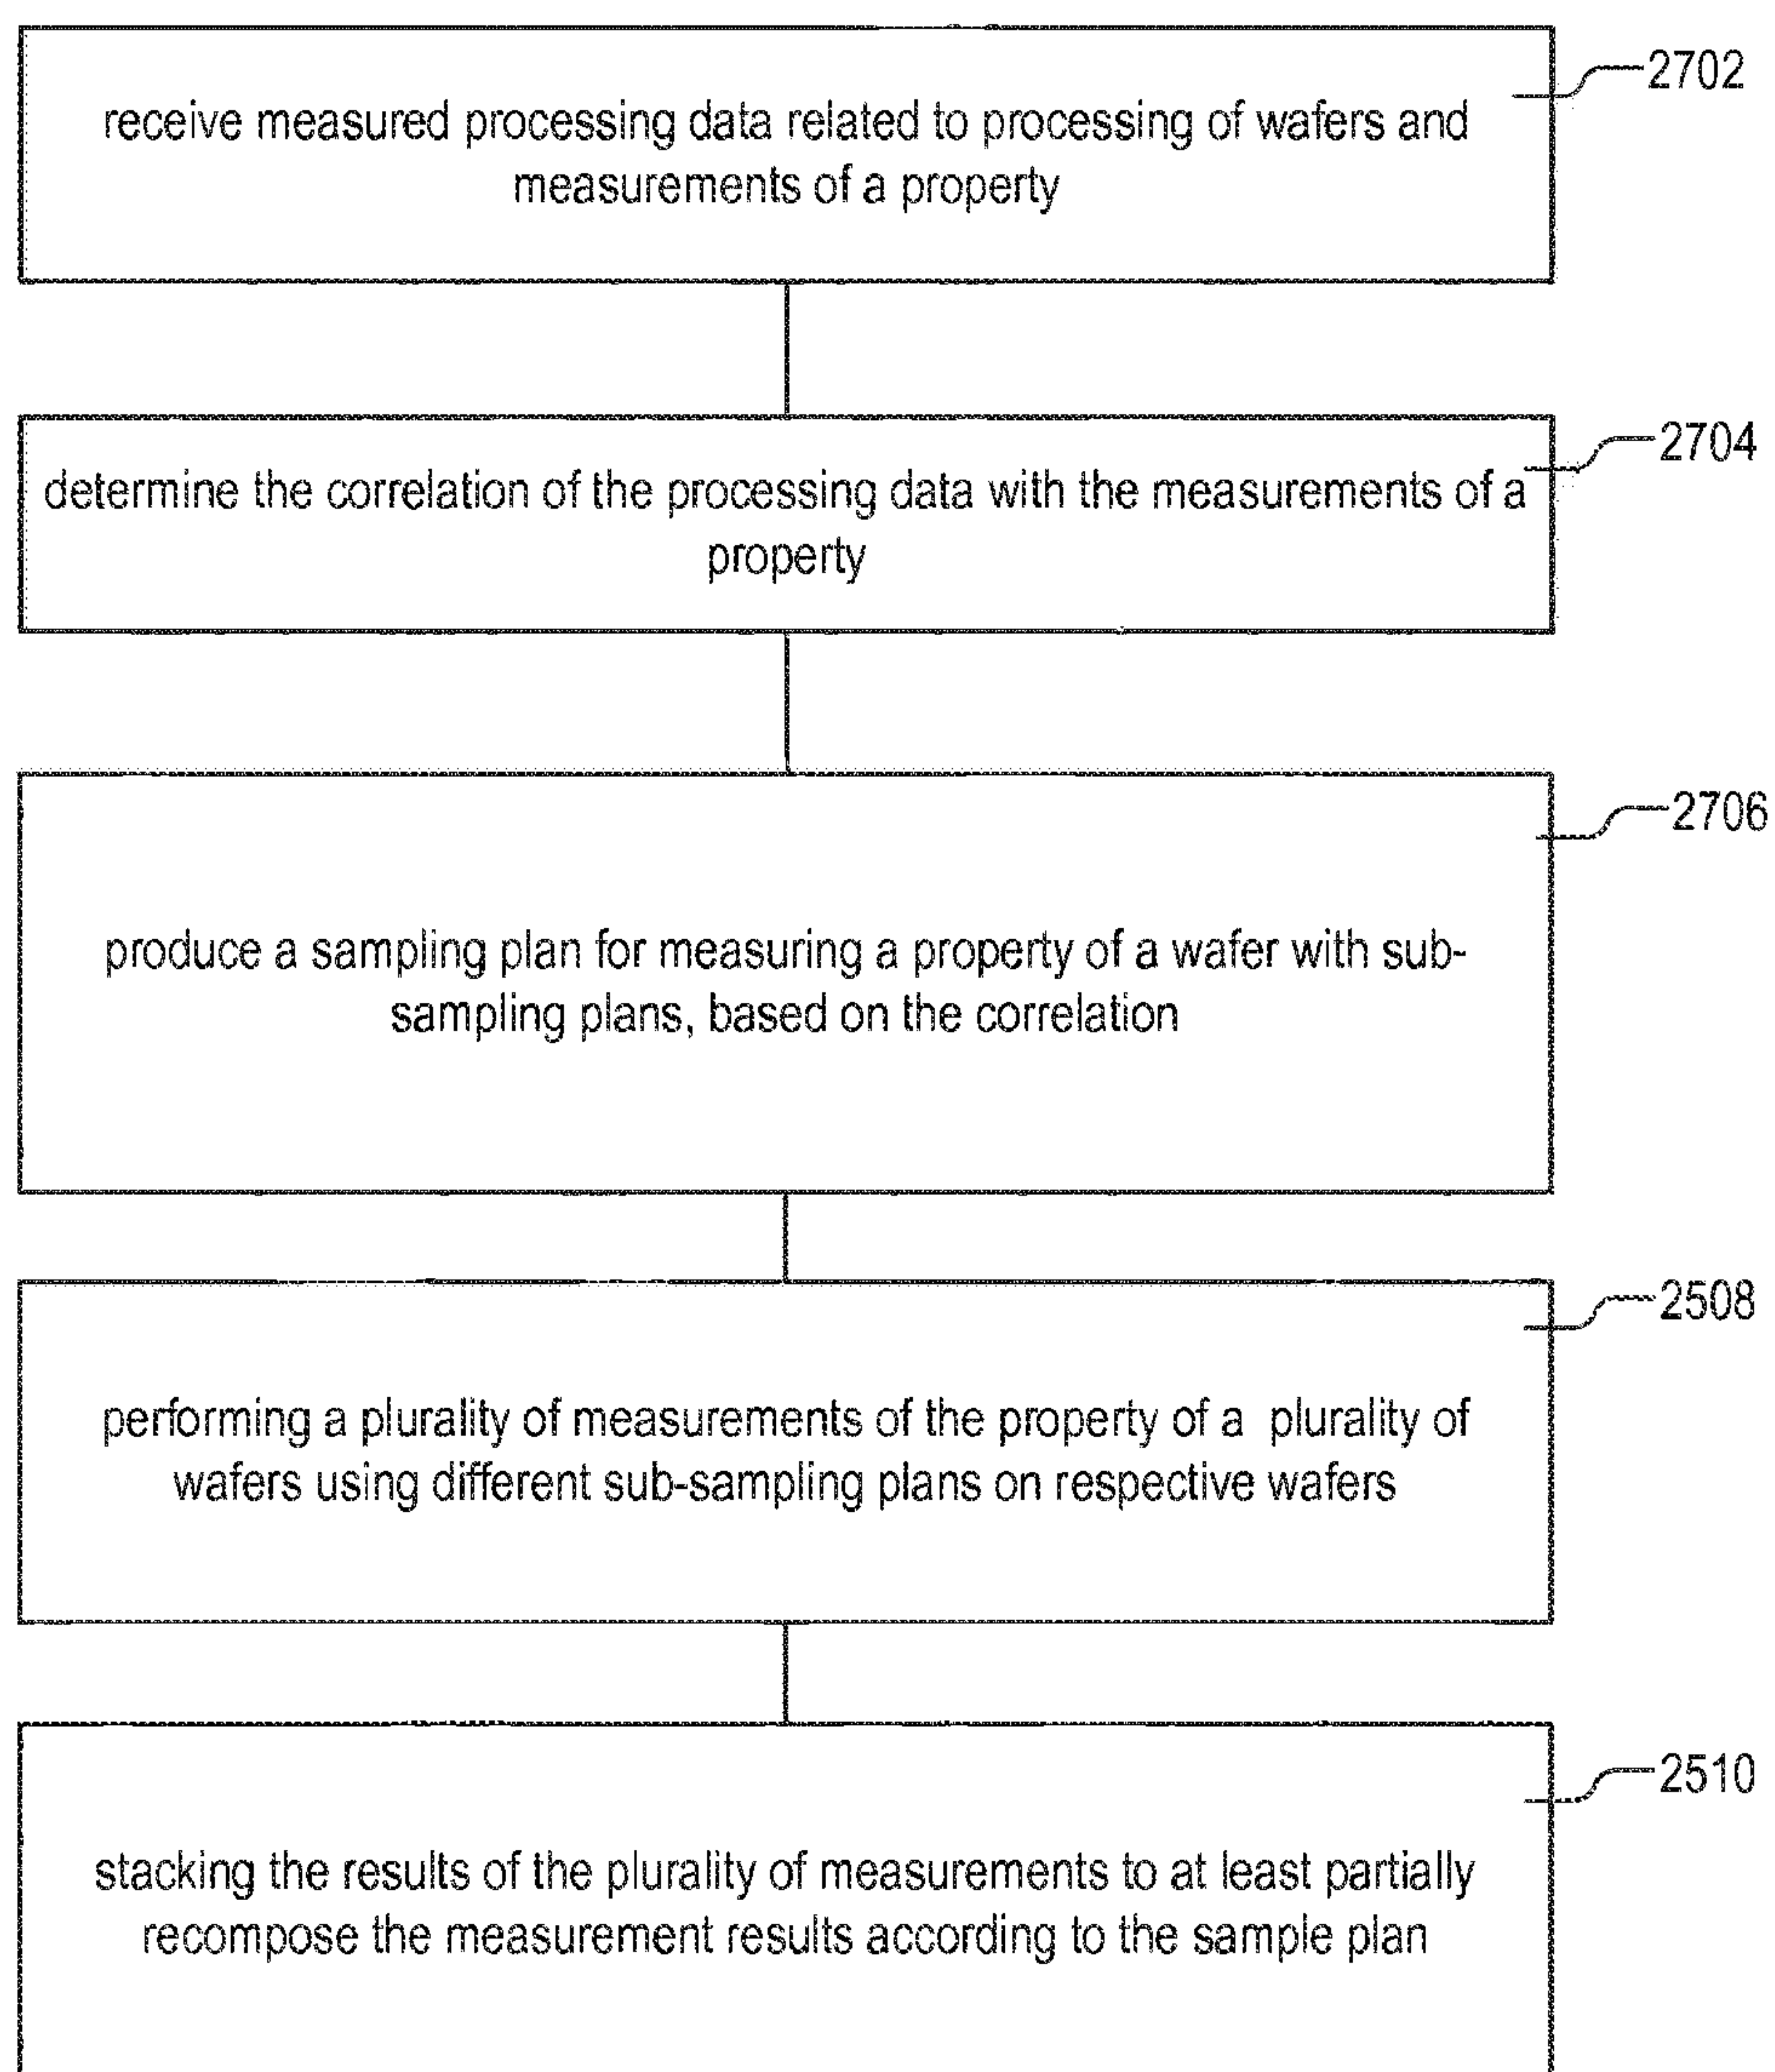 2702
receive measured processing data related to processing of wafers and
measurements of a property
2704
determine the correlation of the processing data with the measurements of a
property
2706
produce a sampling plan for measuring a property of a wafer with sub-
sampling plans, based on the correlation
2508
performing a plurality of measurements of the property of a plurality of
wafers using different sub-sampling plans on respective wafers
2510
stacking the results of the plurality of measurements to at least partially
recompose the measurement results according to the sample plan